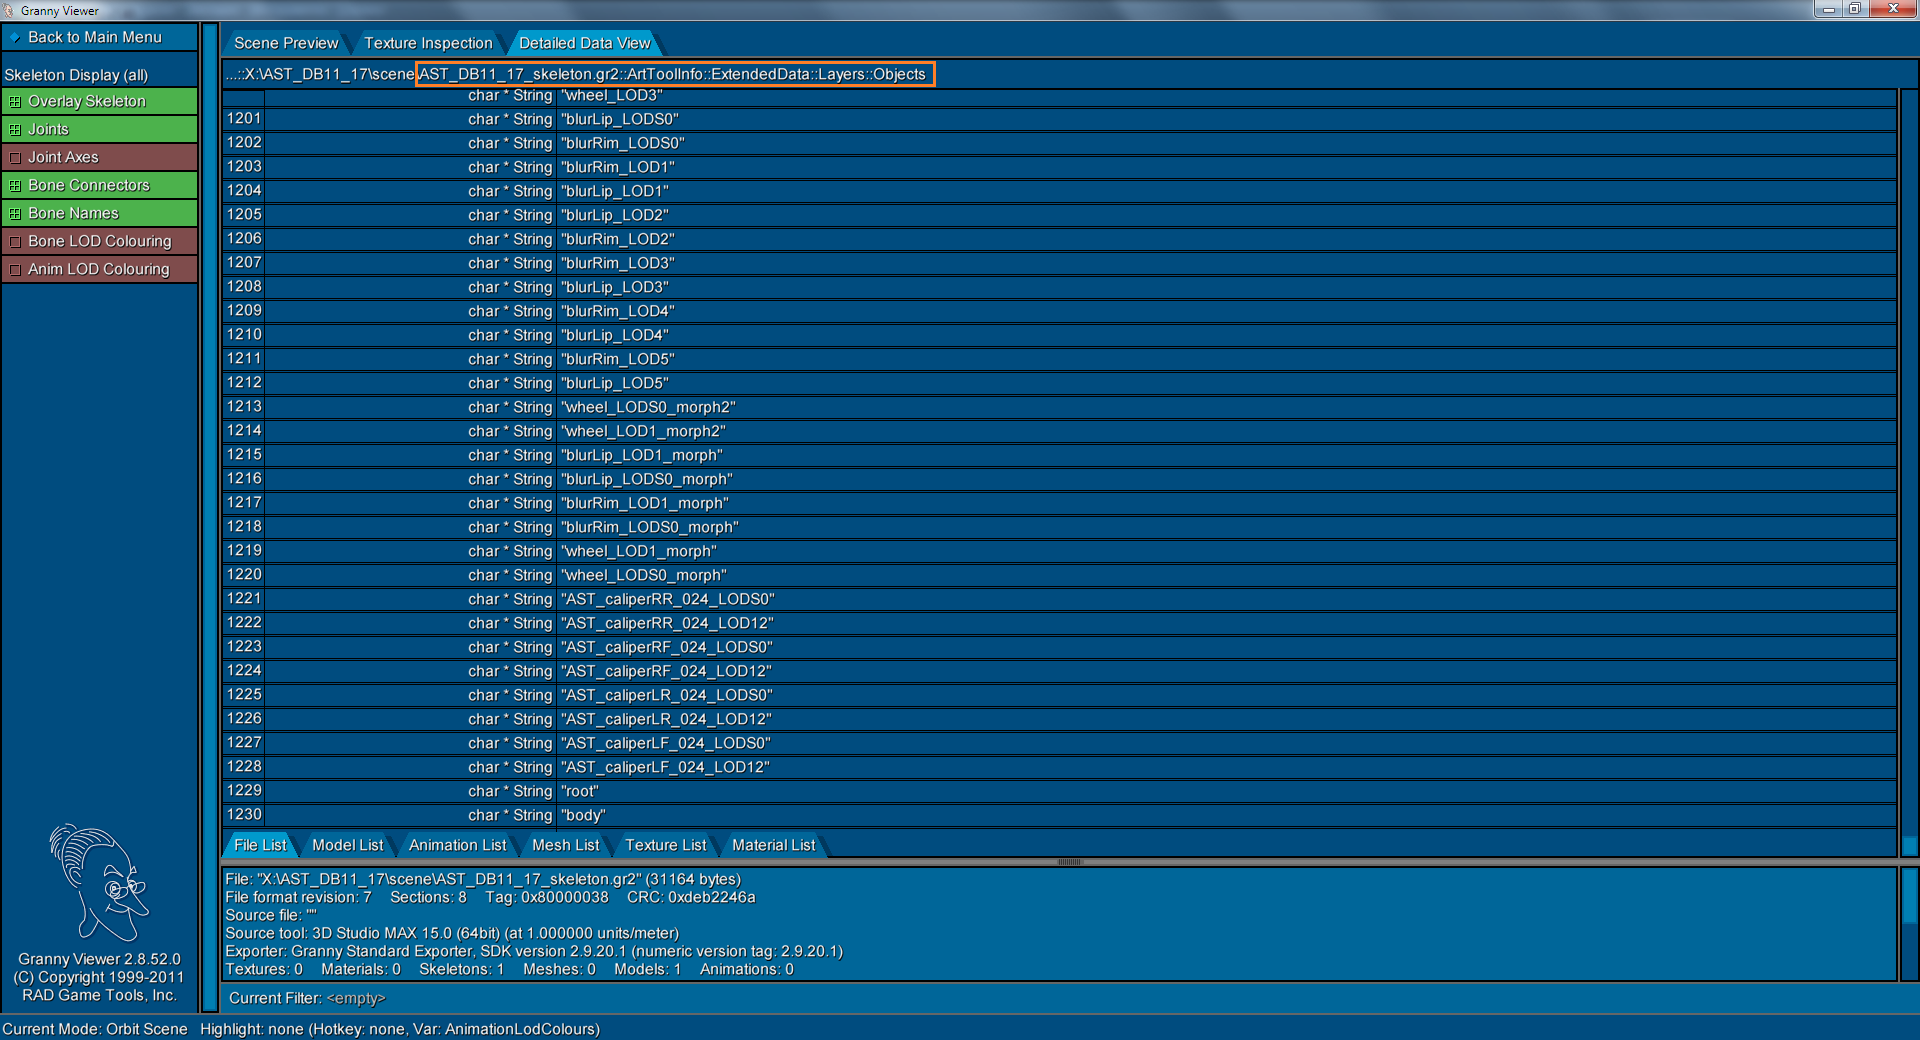 Granny Viewer
Back to Main Menu
Skeleton Display (all)
Overlay Skeleton
Joints
Joint Axes
Bone Connectors
Bone Names
Bone LOD Colouring
Anim LOD Colouring
Granny Viewer 2.8.52.0
(C) Copyright 1999-2011
RAD Game Tools, Inc.
Scene Preview Texture Inspection Detailed Data View
...::X:\AST_DB11_17\scene\AST_DB11_17_skeleton.gr2::ArtToolInfo::ExtendedData::Layers::Objects
char * String "wheel_LOD3"
1201 char * String "blurLip_LODS0"
1202 char * String "blurRim_LODS0"
1203 char * String "blurRim_LOD1"
1204 char * String "blurLip_LOD1"
1205 char * String "blurLip_LOD2"
1206 char * String "blurRim_LOD2"
1207 char * String "blurRim_LOD3"
1208 char * String "blurLip_LOD3"
1209 char * String "blurRim_LOD4"
1210 char * String "blurLip_LOD4"
1211 char * String "blurRim_LOD5"
1212 char * String "blurLip_LOD5"
1213 char * String "wheel_LODS0_morph2"
1214 char * String "wheel_LOD1_morph2"
1215 char * String "blurLip_LOD1_morph"
1216 char * String "blurLip_LODS0_morph"
1217 char * String "blurRim_LOD1_morph"
1218 char * String "blurRim_LODS0_morph"
1219 char * String "wheel_LOD1_morph"
1220 char * String "wheel_LODS0_morph"
1221 char * String "AST_caliperRR_024_LODS0"
1222 char * String "AST_caliperRR_024_LOD12"
1223 char * String "AST_caliperRF_024_LODS0"
1224 char * String "AST_caliperRF_024_LOD12"
1225 char * String "AST_caliperLR_024_LODS0"
1226 char * String "AST_caliperLR_024_LOD12"
1227 char * String "AST_caliperLF_024_LODS0"
1228 char * String "AST_caliperLF_024_LOD12"
1229 char * String "root"
1230 char * String "body"
File List Model List Animation List Mesh List Texture List Material List
File: "X:\AST_DB11_17\scene\AST_DB11_17_skeleton.gr2" (31164 bytes)
File format revision: 7 Sections: 8 Tag: 0x80000038 CRC: 0xdeb2246a
Source file: ""
Source tool: 3D Studio MAX 15.0 (64bit) (at 1.000000 units/meter)
Exporter: Granny Standard Exporter, SDK version 2.9.20.1 (numeric version tag: 2.9.20.1)
Textures: 0 Materials: 0 Skeletons: 1 Meshes: 0 Models: 1 Animations: 0
Current Filter: <empty>
Current Mode: Orbit Scene Highlight: none (Hotkey: none, Var: AnimationLodColours)